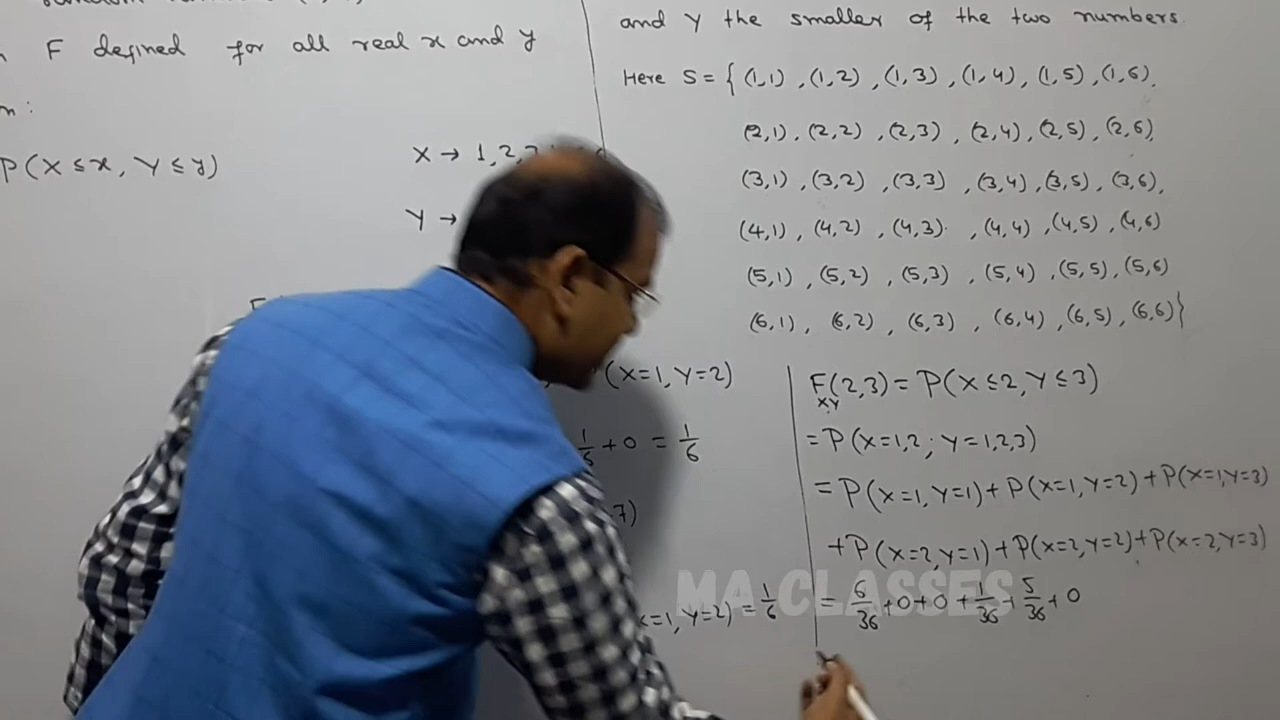 F defined for all real x and y
P(X≤x, Y≤y)
X → 1,2,
Y →
(X=1, Y=2)
1/6 + 0 = 1/6
7)
x=1, Y=2) = 1/6
and Y the smaller of the two numbers.
Here S = { (1,1), (1,2), (1,3), (1,4), (1,5), (1,6),
(2,1), (2,2), (2,3), (2,4), (2,5), (2,6),
(3,1), (3,2), (3,3), (3,4), (3,5), (3,6),
(4,1), (4,2), (4,3), (4,4), (4,5), (4,6)
(5,1), (5,2), (5,3), (5,4), (5,5), (5,6)
(6,1), (6,2), (6,3), (6,4), (6,5), (6,6)}
F_{X,Y}(2,3) = P(X≤2, Y≤3)
= P(X=1,2; Y=1,2,3)
= P(X=1, Y=1) + P(X=1, Y=2) + P(X=1, Y=3)
+ P(X=2, Y=1) + P(X=2, Y=2) + P(X=2, Y=3)
= 6/36 + 0 + 0 + 1/36 + 5/36 + 0
MA CLASSES